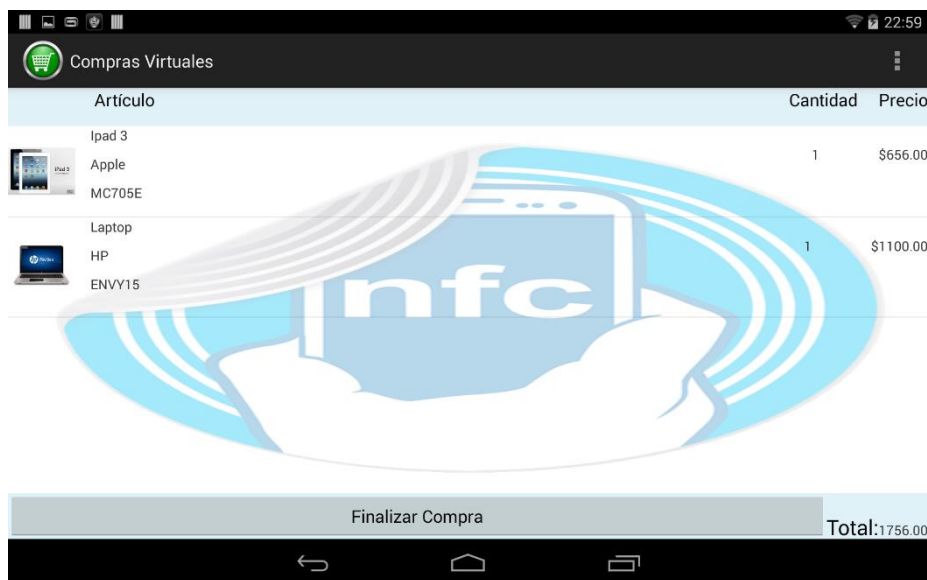 22:59
Compras Virtuales
Artículo Cantidad Precio
Ipad 3
Apple 1 $656.00
MC705E
Laptop
HP 1 $1100.00
ENVY15
nfc
Finalizar Compra
Total:1756.00